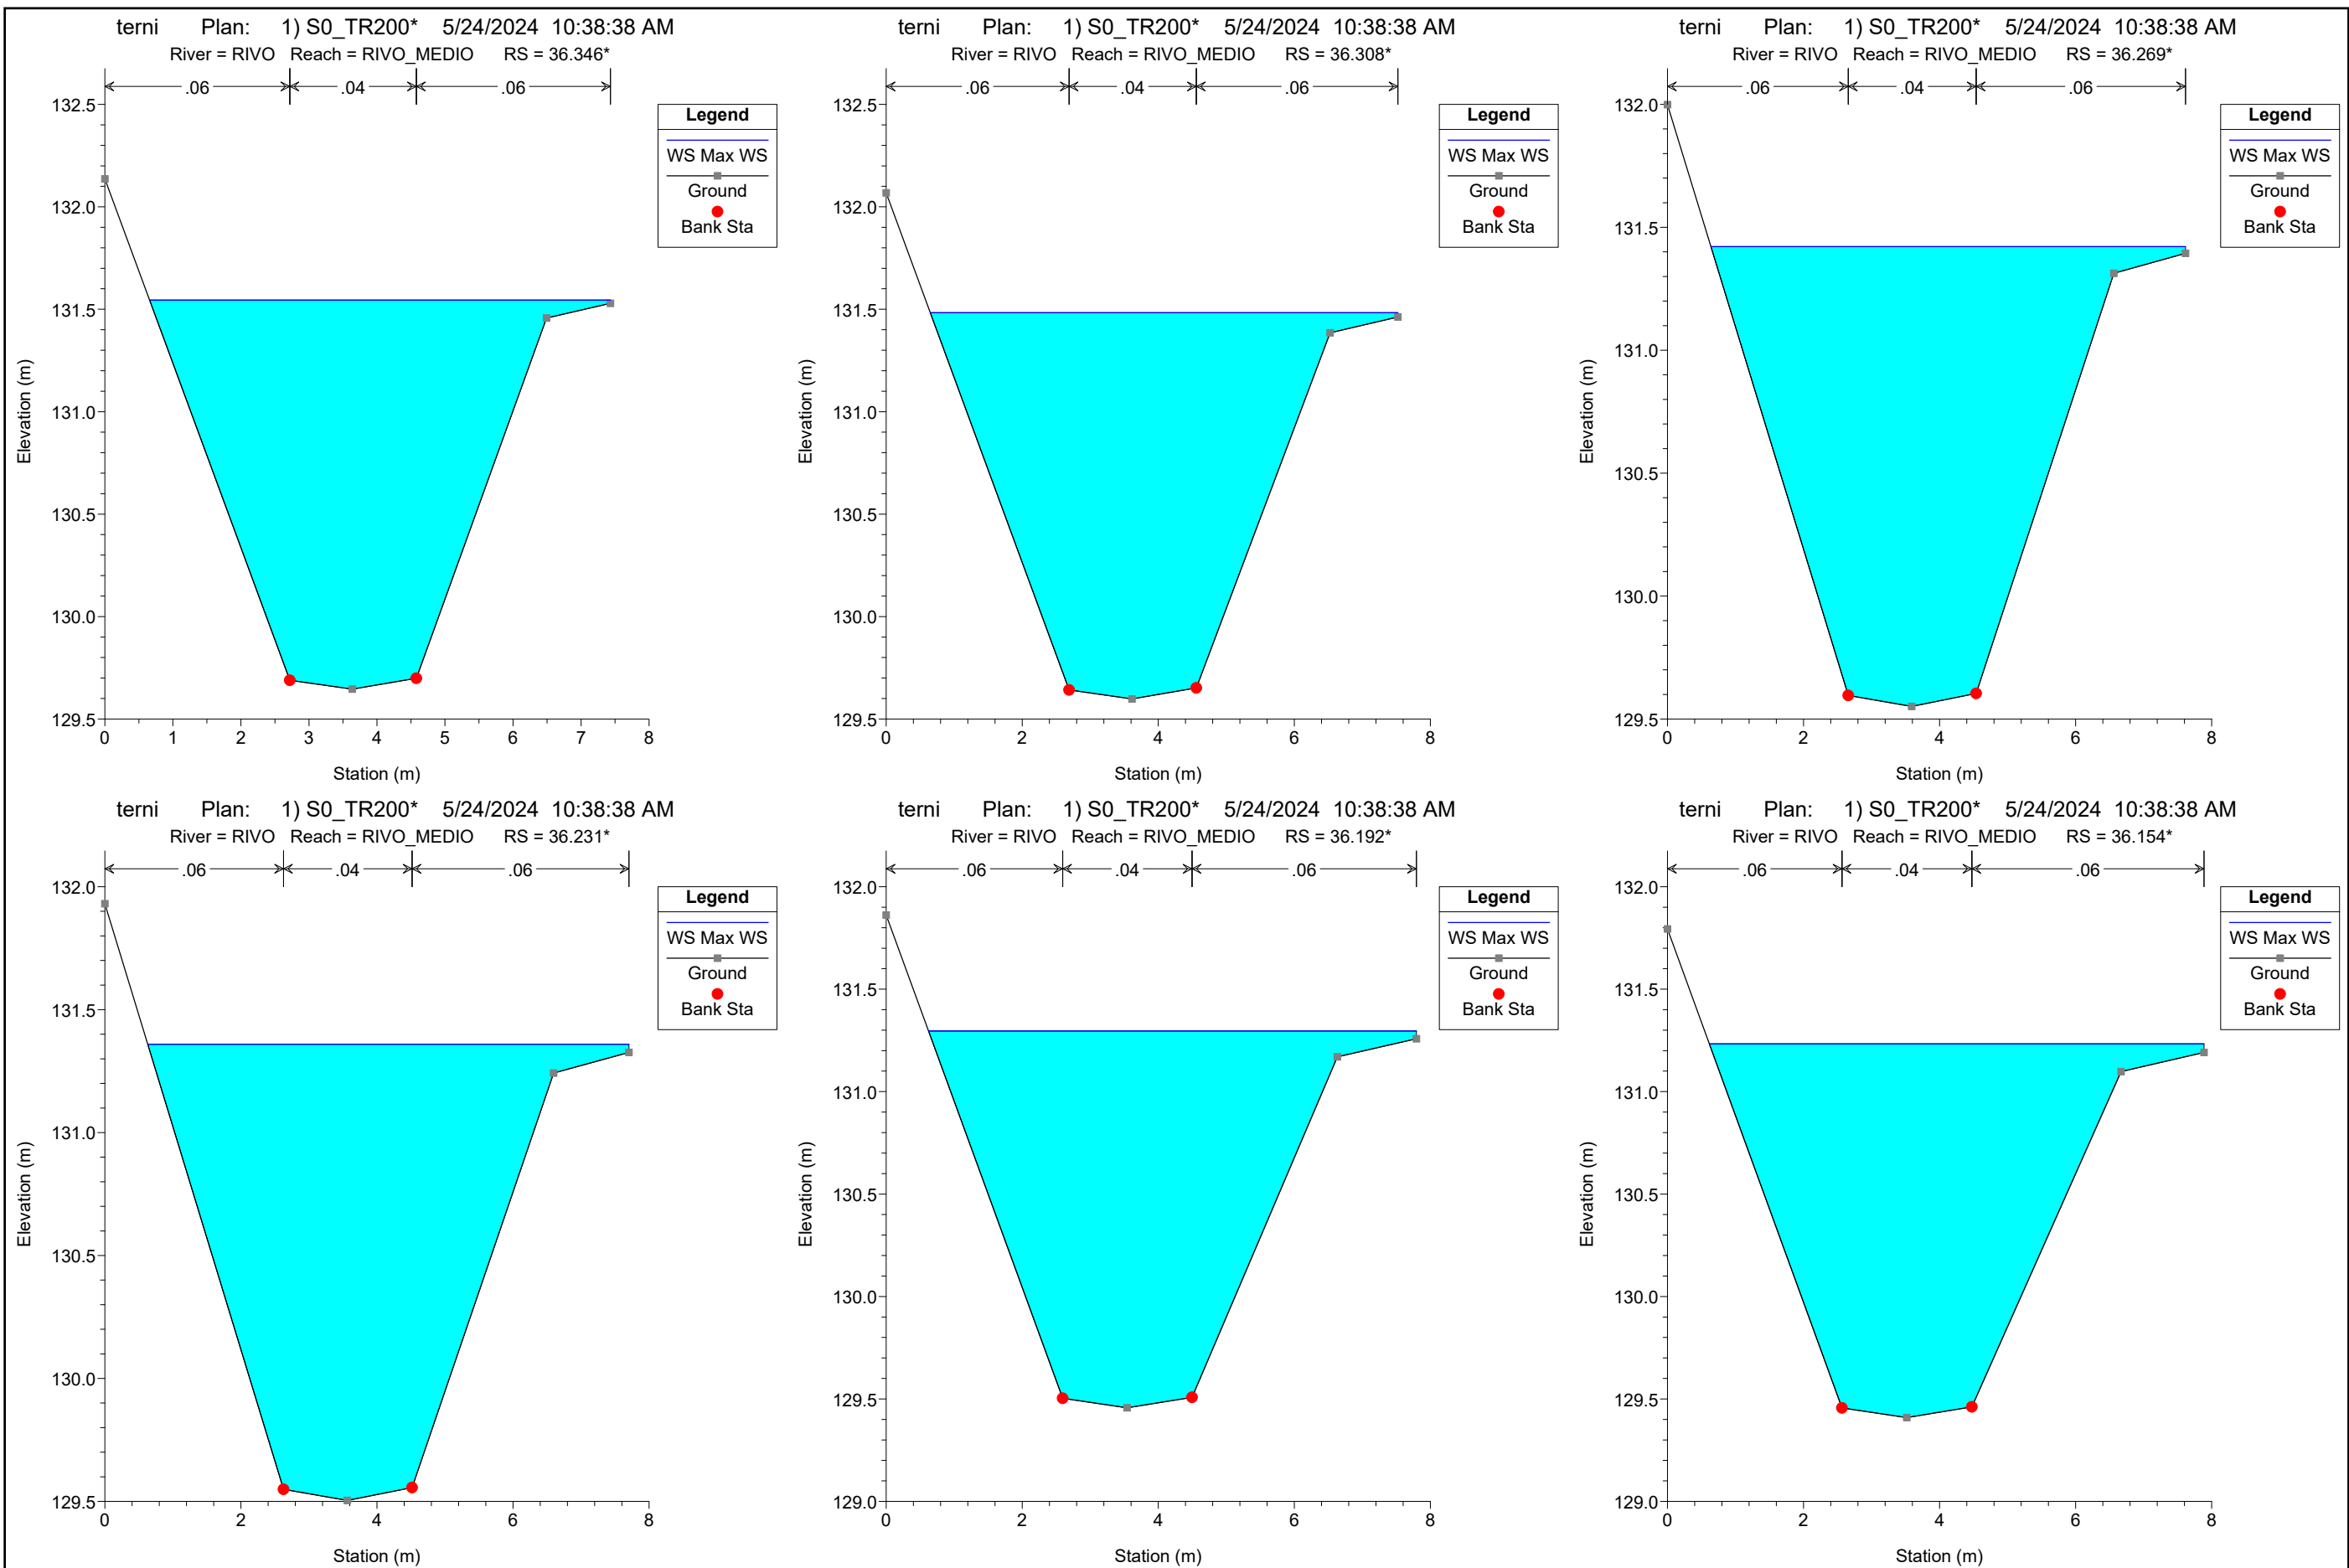 terni Plan: 1) S0_TR200* 5/24/2024 10:38:38 AM
River = RIVO Reach = RIVO_MEDIO RS = 36.346*
.06 .04 .06
132.5
132.0
131.5
131.0
130.5
130.0
129.5
0 1 2 3 4 5 6 7 8
Station (m)
Elevation (m)
Legend
WS Max WS
Ground
Bank Sta
terni Plan: 1) S0_TR200* 5/24/2024 10:38:38 AM
River = RIVO Reach = RIVO_MEDIO RS = 36.308*
.06 .04 .06
132.5
132.0
131.5
131.0
130.5
130.0
129.5
0 2 4 6 8
Station (m)
Elevation (m)
Legend
WS Max WS
Ground
Bank Sta
terni Plan: 1) S0_TR200* 5/24/2024 10:38:38 AM
River = RIVO Reach = RIVO_MEDIO RS = 36.269*
.06 .04 .06
132.0
131.5
131.0
130.5
130.0
129.5
0 2 4 6 8
Station (m)
Elevation (m)
Legend
WS Max WS
Ground
Bank Sta
terni Plan: 1) S0_TR200* 5/24/2024 10:38:38 AM
River = RIVO Reach = RIVO_MEDIO RS = 36.231*
.06 .04 .06
132.0
131.5
131.0
130.5
130.0
129.5
0 2 4 6 8
Station (m)
Elevation (m)
Legend
WS Max WS
Ground
Bank Sta
terni Plan: 1) S0_TR200* 5/24/2024 10:38:38 AM
River = RIVO Reach = RIVO_MEDIO RS = 36.192*
.06 .04 .06
132.0
131.5
131.0
130.5
130.0
129.5
129.0
0 2 4 6 8
Station (m)
Elevation (m)
Legend
WS Max WS
Ground
Bank Sta
terni Plan: 1) S0_TR200* 5/24/2024 10:38:38 AM
River = RIVO Reach = RIVO_MEDIO RS = 36.154*
.06 .04 .06
132.0
131.5
131.0
130.5
130.0
129.5
129.0
0 2 4 6 8
Station (m)
Elevation (m)
Legend
WS Max WS
Ground
Bank Sta